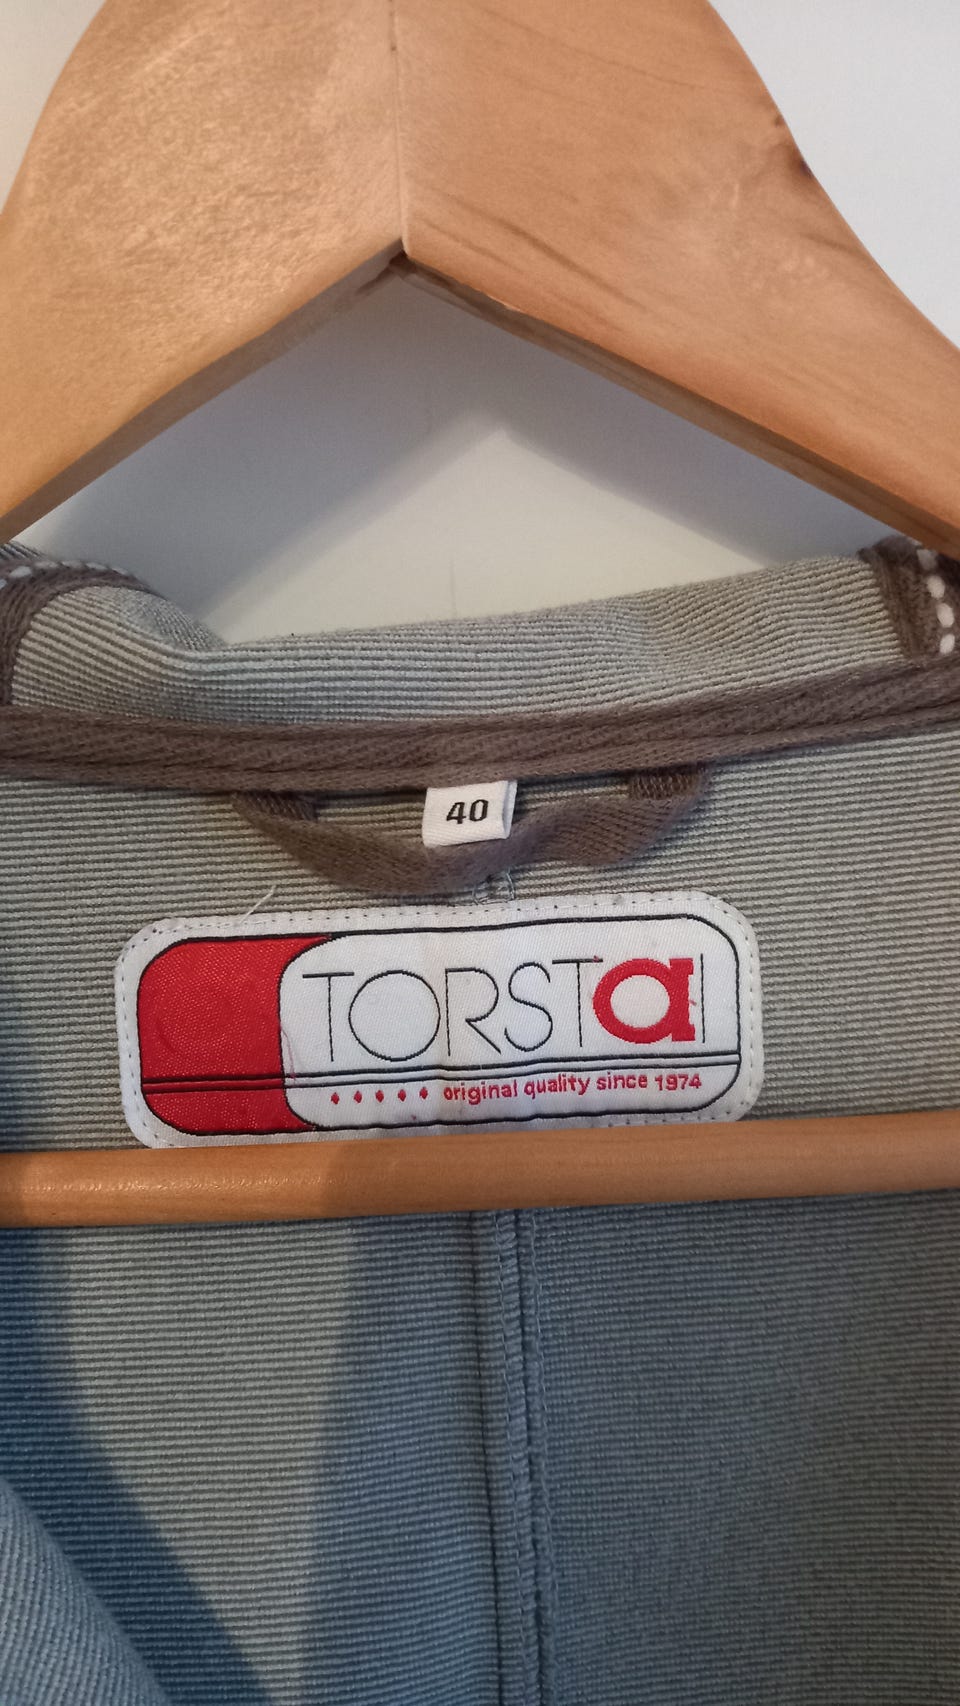 40
TORSTaI
♦ ♦ ♦ ♦ ♦ original quality since 1974